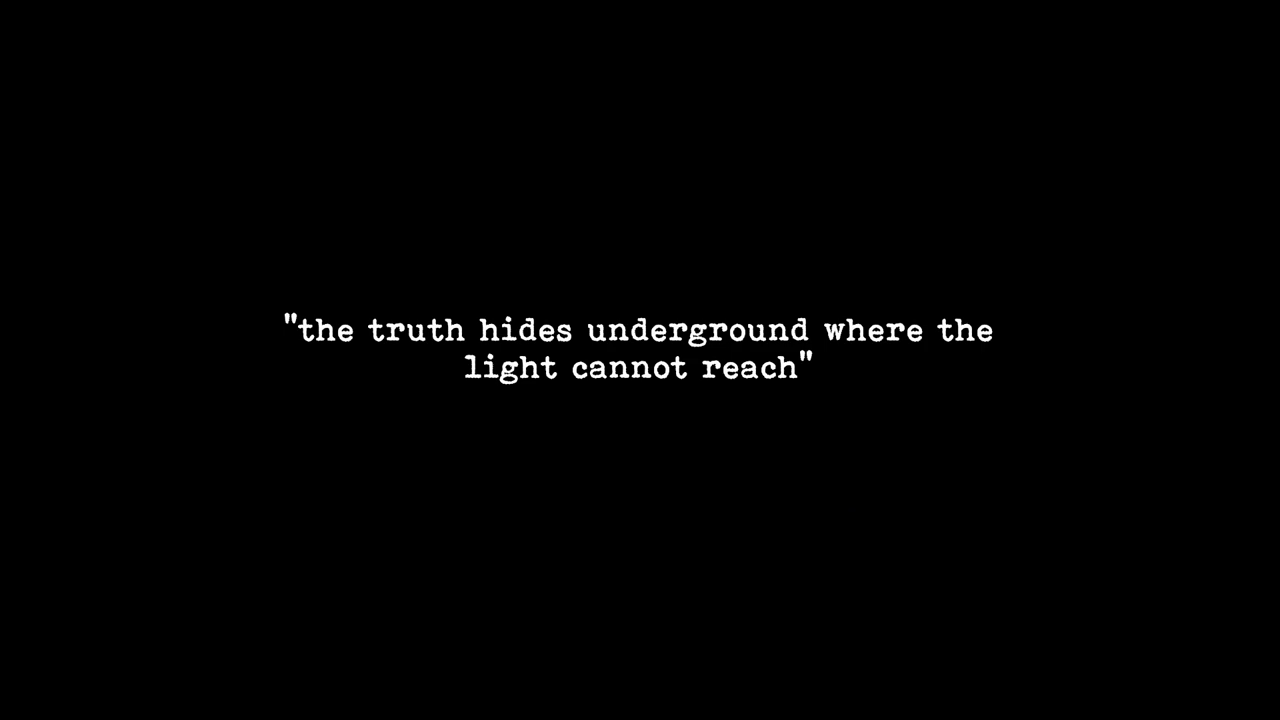 "the truth hides underground where the
light cannot reach"